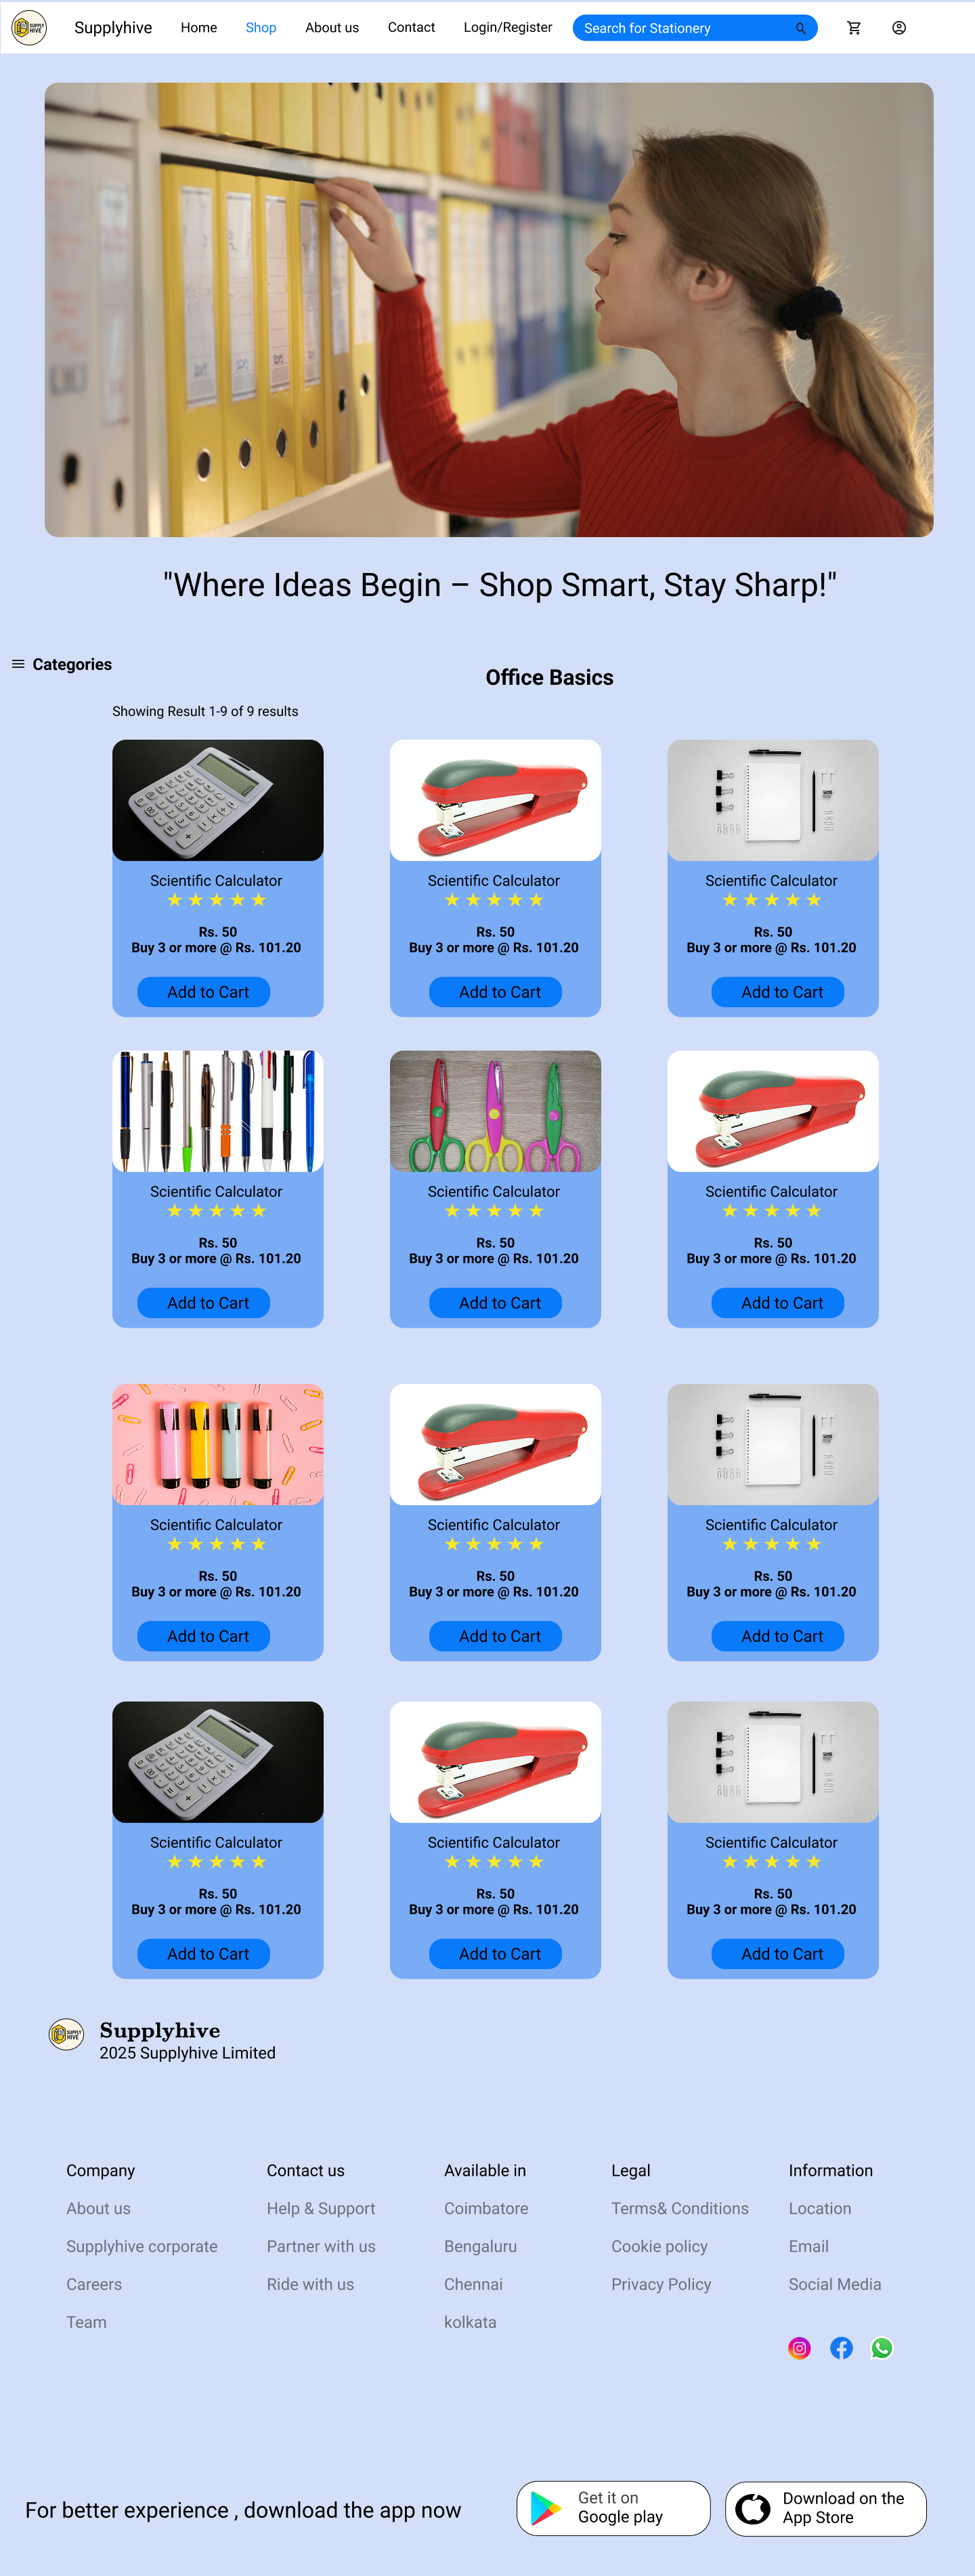 SUPPLY
HIVE
Supplyhive
Home
Shop
About us
Contact
Login/Register
Search for Stationery
"Where Ideas Begin – Shop Smart, Stay Sharp!"
Categories
Office Basics
Showing Result 1-9 of 9 results
Scientific Calculator
Rs. 50
Buy 3 or more @ Rs. 101.20
Add to Cart
Scientific Calculator
Rs. 50
Buy 3 or more @ Rs. 101.20
Add to Cart
Scientific Calculator
Rs. 50
Buy 3 or more @ Rs. 101.20
Add to Cart
Scientific Calculator
Rs. 50
Buy 3 or more @ Rs. 101.20
Add to Cart
Scientific Calculator
Rs. 50
Buy 3 or more @ Rs. 101.20
Add to Cart
Scientific Calculator
Rs. 50
Buy 3 or more @ Rs. 101.20
Add to Cart
Scientific Calculator
Rs. 50
Buy 3 or more @ Rs. 101.20
Add to Cart
Scientific Calculator
Rs. 50
Buy 3 or more @ Rs. 101.20
Add to Cart
Scientific Calculator
Rs. 50
Buy 3 or more @ Rs. 101.20
Add to Cart
Scientific Calculator
Rs. 50
Buy 3 or more @ Rs. 101.20
Add to Cart
Scientific Calculator
Rs. 50
Buy 3 or more @ Rs. 101.20
Add to Cart
Scientific Calculator
Rs. 50
Buy 3 or more @ Rs. 101.20
Add to Cart
SUPPLY
HIVE
Supplyhive
2025 Supplyhive Limited
Company
About us
Supplyhive corporate
Careers
Team
Contact us
Help & Support
Partner with us
Ride with us
Available in
Coimbatore
Bengaluru
Chennai
kolkata
Legal
Terms& Conditions
Cookie policy
Privacy Policy
Information
Location
Email
Social Media
For better experience , download the app now
Get it on
Google play
Download on the
App Store